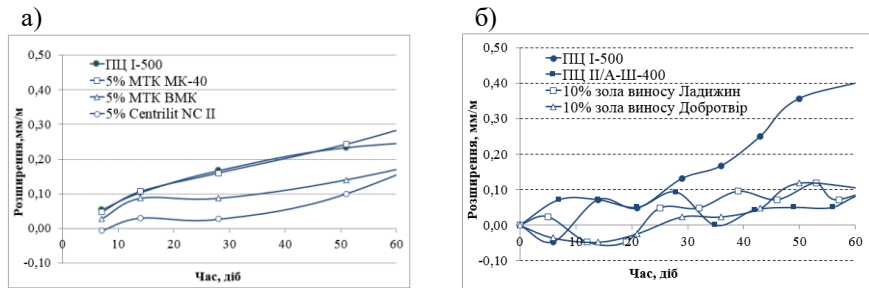 а)
0,50
0,40
0,30
0,20
0,10
0,00
-0,10
Розширення,мм/м
ПЦ І-500
5% МТК МК-40
5% МТК ВМК
5% Centrilit NC II
0 10 20 30 40 50 60
Час, діб
б)
0,50
0,40
0,30
0,20
0,10
0,00
-0,10
Розширення, мм/м
ПЦ І-500
ПЦ ІІ/А-Ш-400
10% зола виносу Ладижин
10% зола виносу Добротвір
0 10 20 30 40 50 60
Час, діб